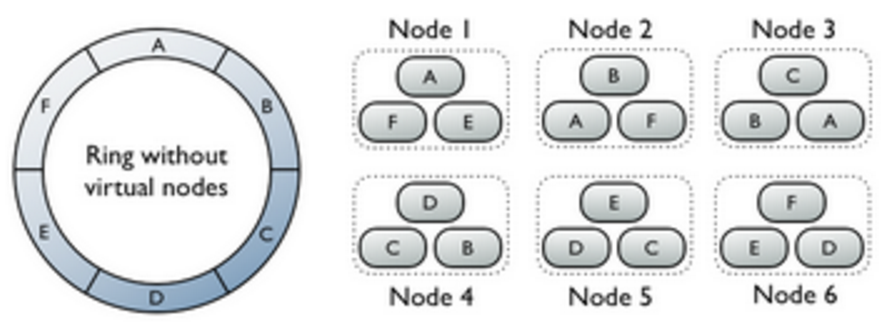 A
F
B
Ring without
virtual nodes
E
C
D
Node 1
Node 2
Node 3
A
F E
B
A F
C
B A
D
C B
E
D C
F
E D
Node 4
Node 5
Node 6